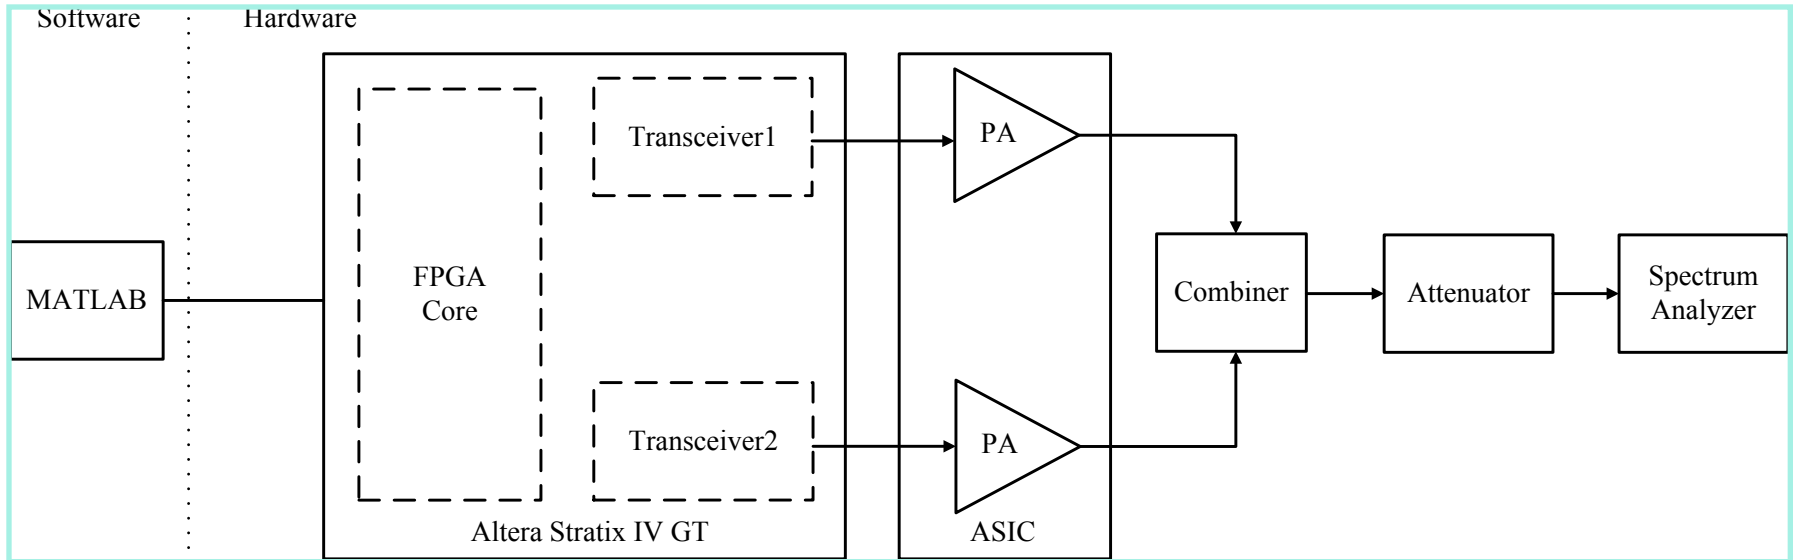 Software
Hardware
MATLAB
FPGA
Core
Transceiver1
Transceiver2
Altera Stratix IV GT
PA
PA
ASIC
Combiner
Attenuator
Spectrum
Analyzer